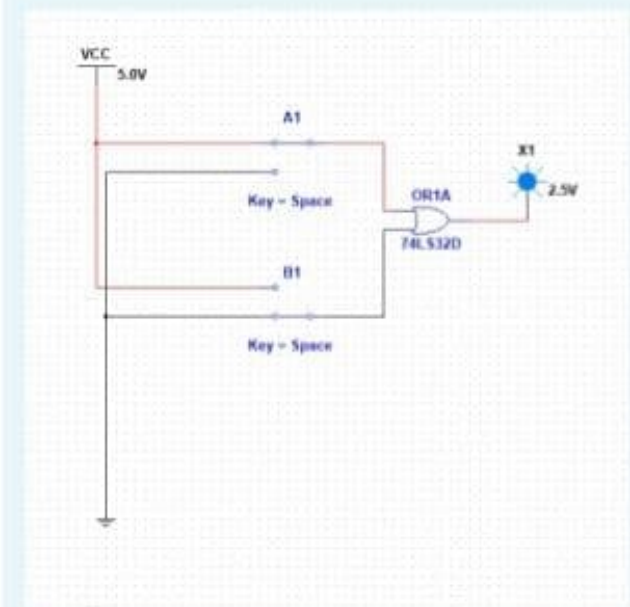 VCC
5.0V
A1
X1
Key = Space
OR1A
2.5V
74LS32D
B1
Key = Space